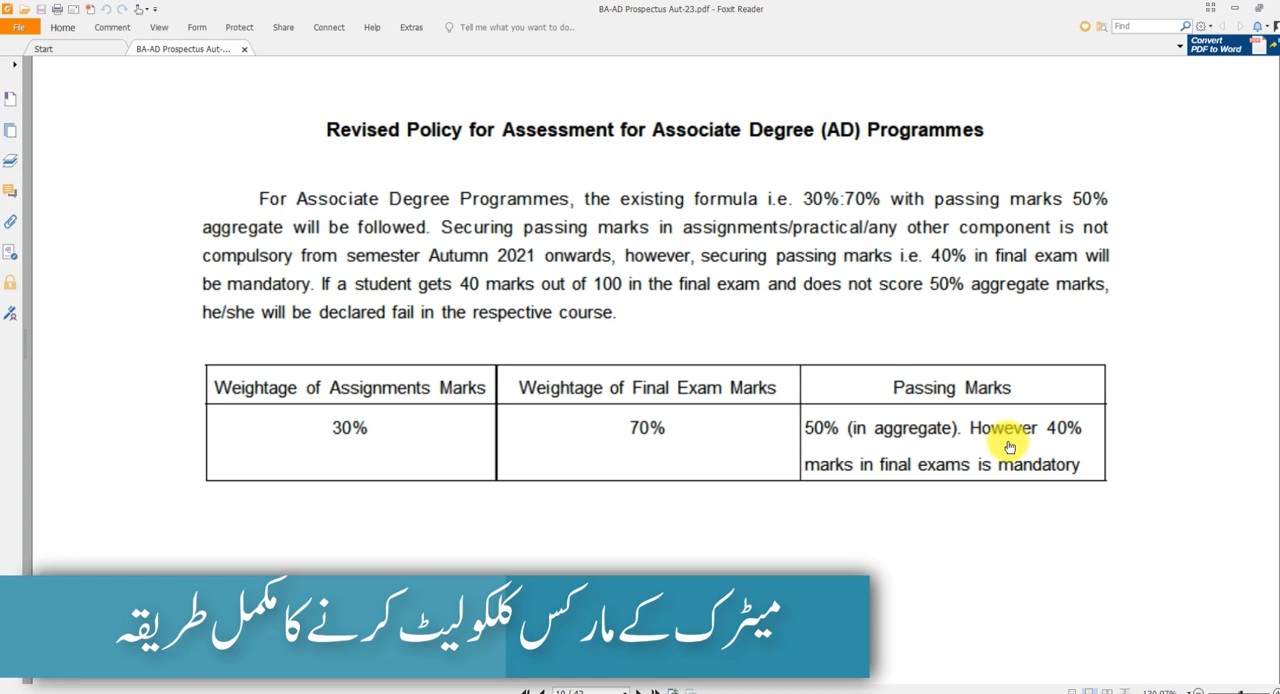 BA-AD Prospectus Aut-23.pdf - Foxit Reader
File Home Comment View Form Protect Share Connect Help Extras Tell me what you want to do... Find
Start BA-AD Prospectus Aut-...
Convert
PDF to Word
Revised Policy for Assessment for Associate Degree (AD) Programmes
For Associate Degree Programmes, the existing formula i.e. 30%:70% with passing marks 50%
aggregate will be followed. Securing passing marks in assignments/practical/any other component is not
compulsory from semester Autumn 2021 onwards, however, securing passing marks i.e. 40% in final exam will
be mandatory. If a student gets 40 marks out of 100 in the final exam and does not score 50% aggregate marks,
he/she will be declared fail in the respective course.
Weightage of Assignments Marks Weightage of Final Exam Marks Passing Marks
30% 70% 50% (in aggregate). However 40%
marks in final exams is mandatory
میٹرک کے مارکس کلکولیٹ کرنے کا مکمل طریقہ